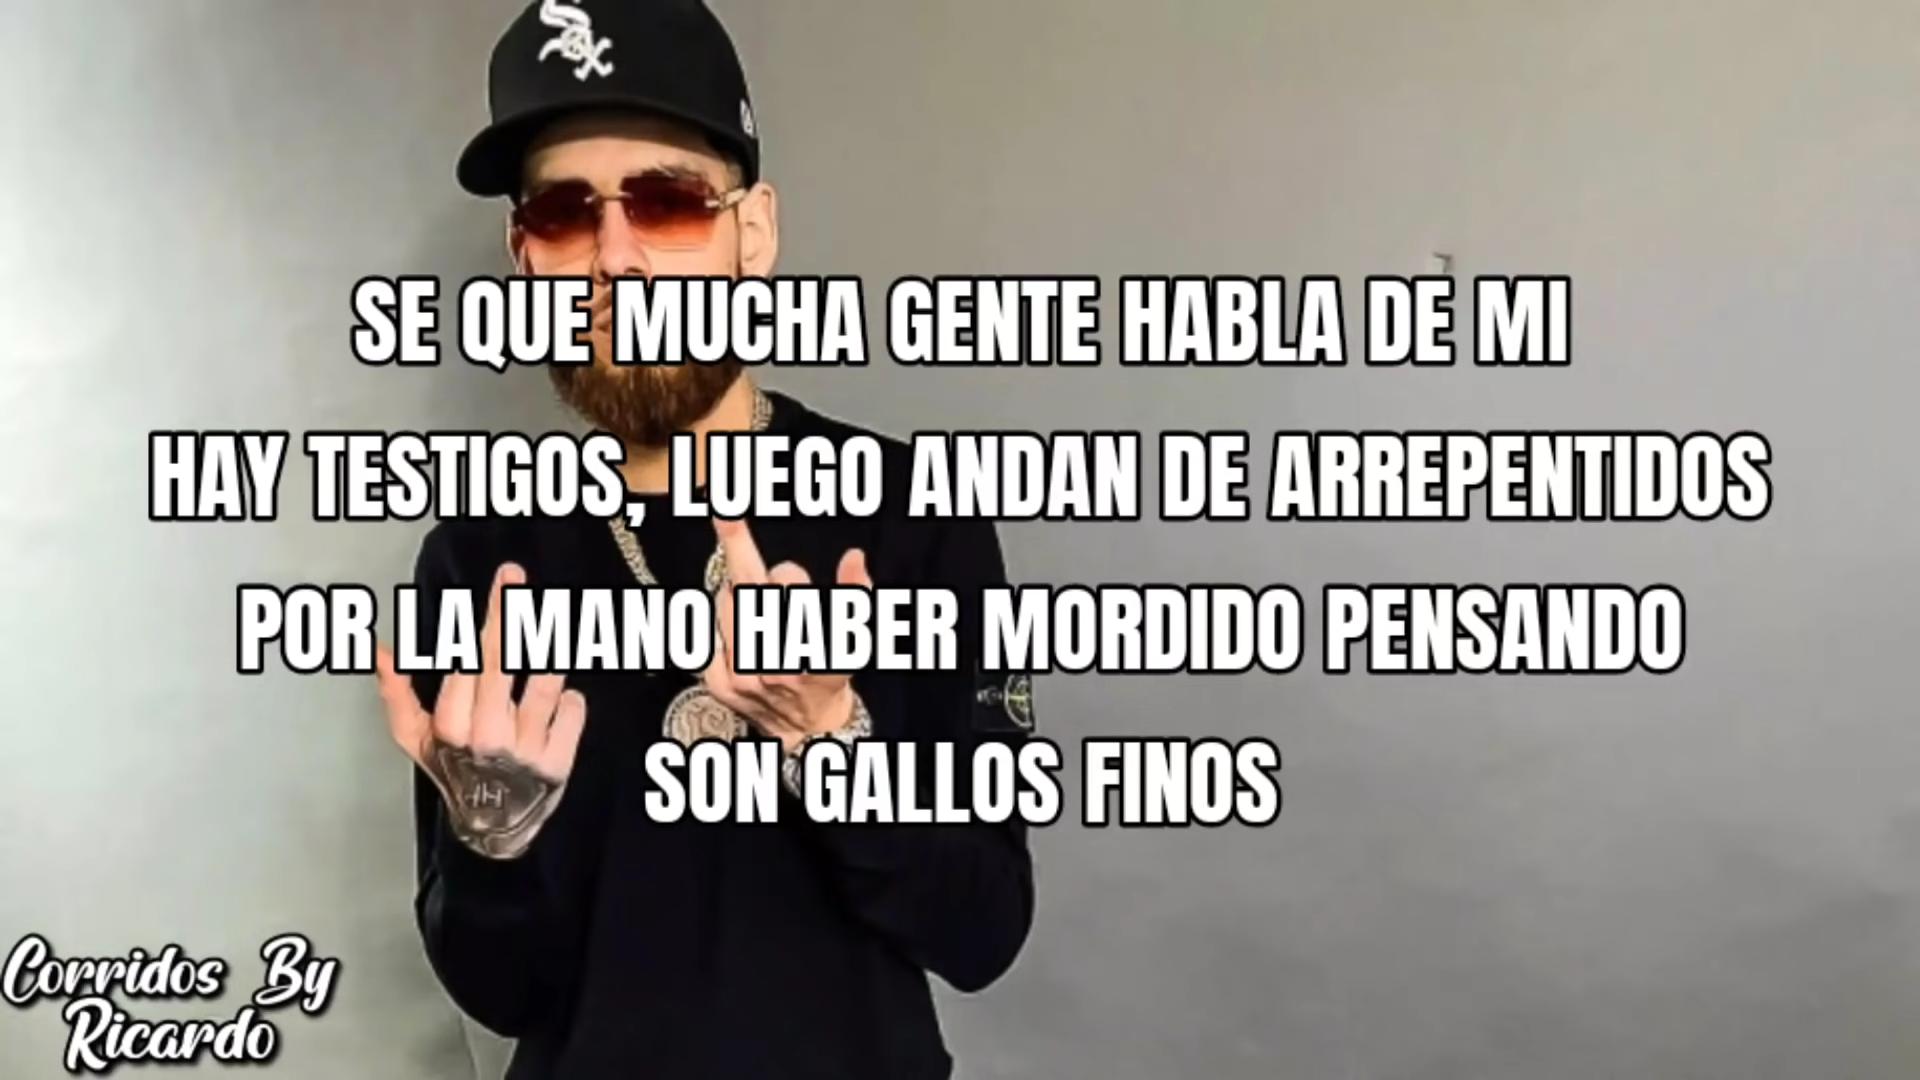 Sox
SE QUE MUCHA GENTE HABLA DE MI
HAY TESTIGOS, LUEGO ANDAN DE ARREPENTIDOS
POR LA MANO HABER MORDIDO PENSANDO
SON GALLOS FINOS
Corridos By
Ricardo